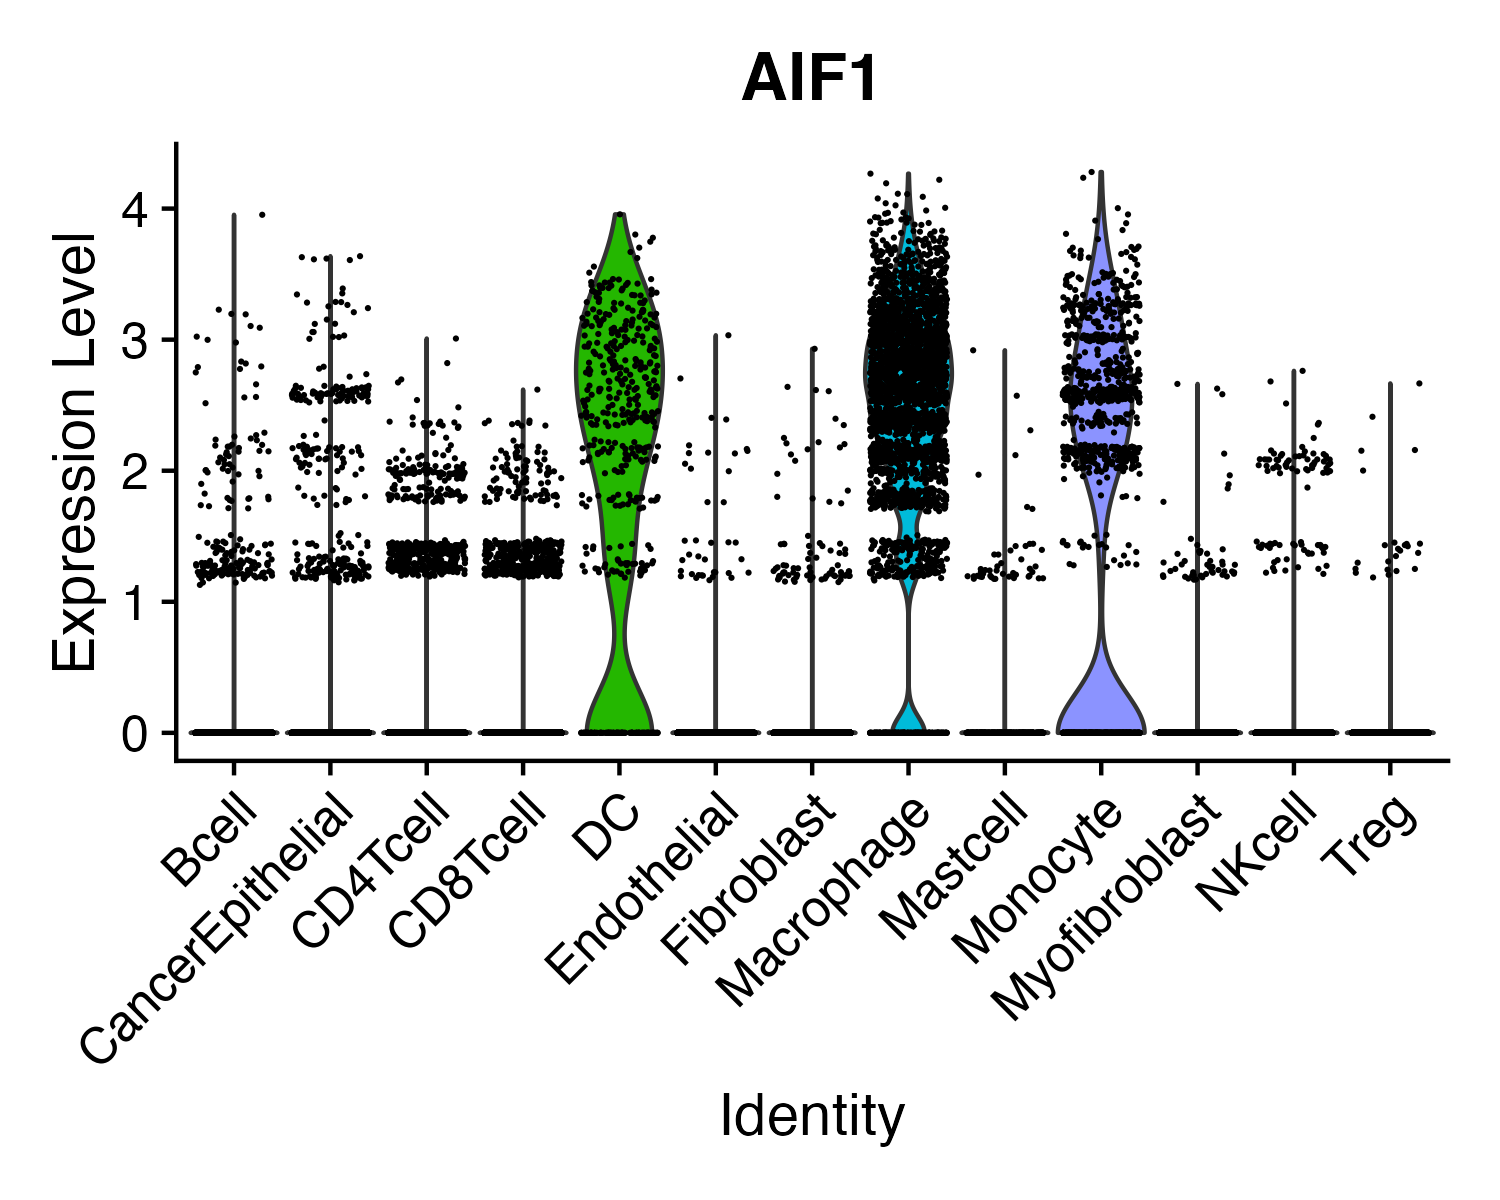 AIF1
Expression Level
4
3
2
1
0
Bcell
CancerEpithelial
CD4Tcell
CD8Tcell
DC
Endothelial
Fibroblast
Macrophage
Mastcell
Monocyte
Myofibroblast
NKcell
Treg
Identity